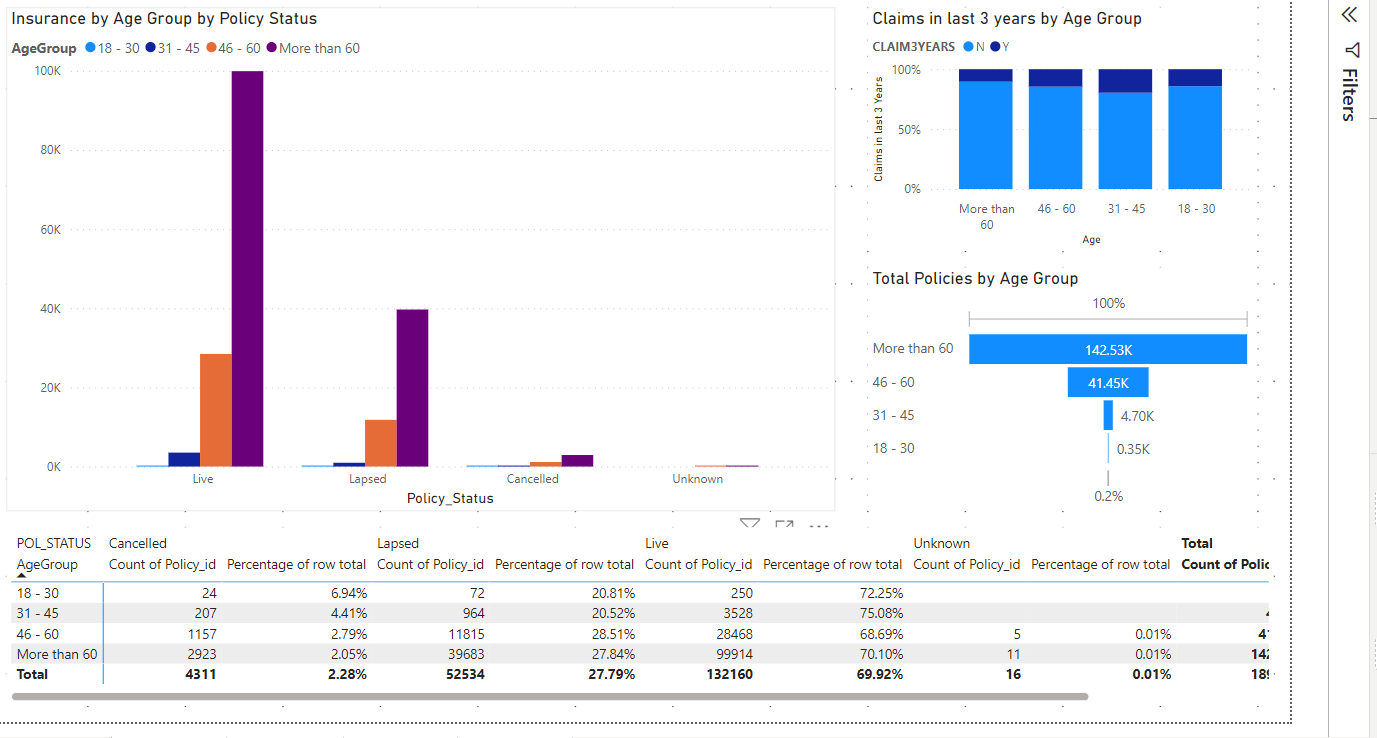 Insurance by Age Group by Policy Status
AgeGroup 18 - 30 31 - 45 46 - 60 More than 60
100K
80K
60K
40K
20K
0K
Live Lapsed Cancelled Unknown
Policy_Status
Claims in last 3 years by Age Group
CLAIM3YEARS N Y
Claims in last 3 Years
100%
50%
0%
More than 60 46 - 60 31 - 45 18 - 30
Age
Total Policies by Age Group
100%
More than 60 142.53K
46 - 60 41.45K
31 - 45 4.70K
18 - 30 0.35K
0.2%
Filters
POL_STATUS Cancelled Lapsed Live Unknown Total
AgeGroup Count of Policy_id Percentage of row total Count of Policy_id Percentage of row total Count of Policy_id Percentage of row total Count of Policy_id Percentage of row total Count of Polic
18 - 30 24 6.94% 72 20.81% 250 72.25%
31 - 45 207 4.41% 964 20.52% 3528 75.08%
46 - 60 1157 2.79% 11815 28.51% 28468 68.69% 5 0.01% 41
More than 60 2923 2.05% 39683 27.84% 99914 70.10% 11 0.01% 142
Total 4311 2.28% 52534 27.79% 132160 69.92% 16 0.01% 189